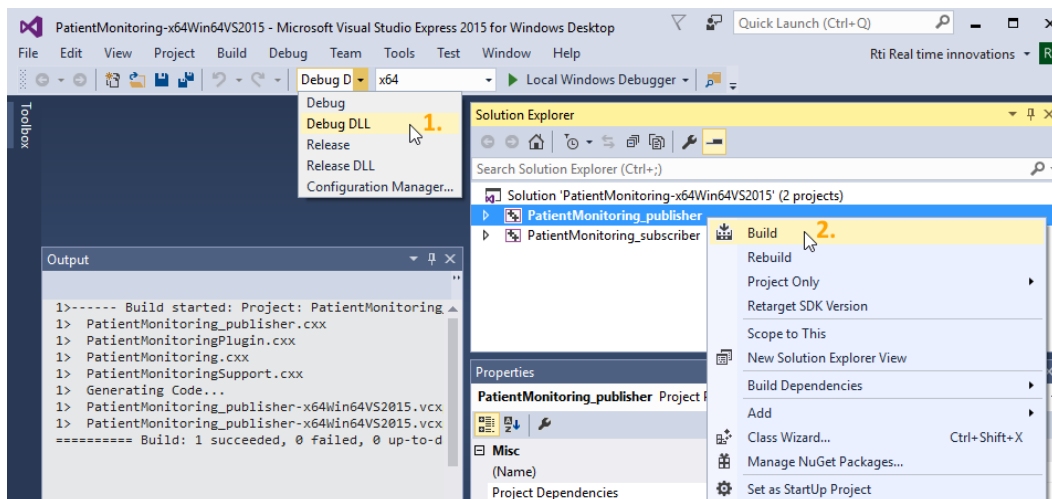 PatientMonitoring-x64Win64VS2015 - Microsoft Visual Studio Express 2015 for Windows Desktop
Quick Launch (Ctrl+Q)
File Edit View Project Build Debug Team Tools Test Window Help
Rti Real time innovations
Debug D x64 Local Windows Debugger
Toolbox
Debug
Debug DLL 1.
Release
Release DLL
Configuration Manager...
Solution Explorer
Search Solution Explorer (Ctrl+;)
Solution 'PatientMonitoring-x64Win64VS2015' (2 projects)
PatientMonitoring_publisher
PatientMonitoring_subscriber
Build 2.
Rebuild
Project Only
Retarget SDK Version
Scope to This
New Solution Explorer View
Build Dependencies
Add
Class Wizard... Ctrl+Shift+X
Manage NuGet Packages...
Set as StartUp Project
Output
1>------ Build started: Project: PatientMonitoring_
1> PatientMonitoring_publisher.cxx
1> PatientMonitoringPlugin.cxx
1> PatientMonitoring.cxx
1> PatientMonitoringSupport.cxx
1> Generating Code...
1> PatientMonitoring_publisher-x64Win64VS2015.vcx
1> PatientMonitoring_publisher-x64Win64VS2015.vcx
========== Build: 1 succeeded, 0 failed, 0 up-to-d
Properties
PatientMonitoring_publisher Project
Misc
(Name)
Project Dependencies